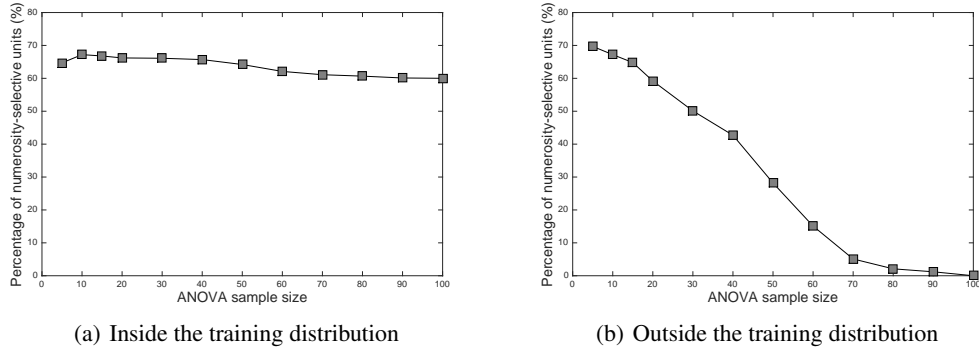 Percentage of numerosity-selective units (%)
80
70
60
50
40
30
20
10
0
0 10 20 30 40 50 60 70 80 90 100
ANOVA sample size
(a) Inside the training distribution
Percentage of numerosity-selective units (%)
80
70
60
50
40
30
20
10
0
0 10 20 30 40 50 60 70 80 90 100
ANOVA sample size
(b) Outside the training distribution